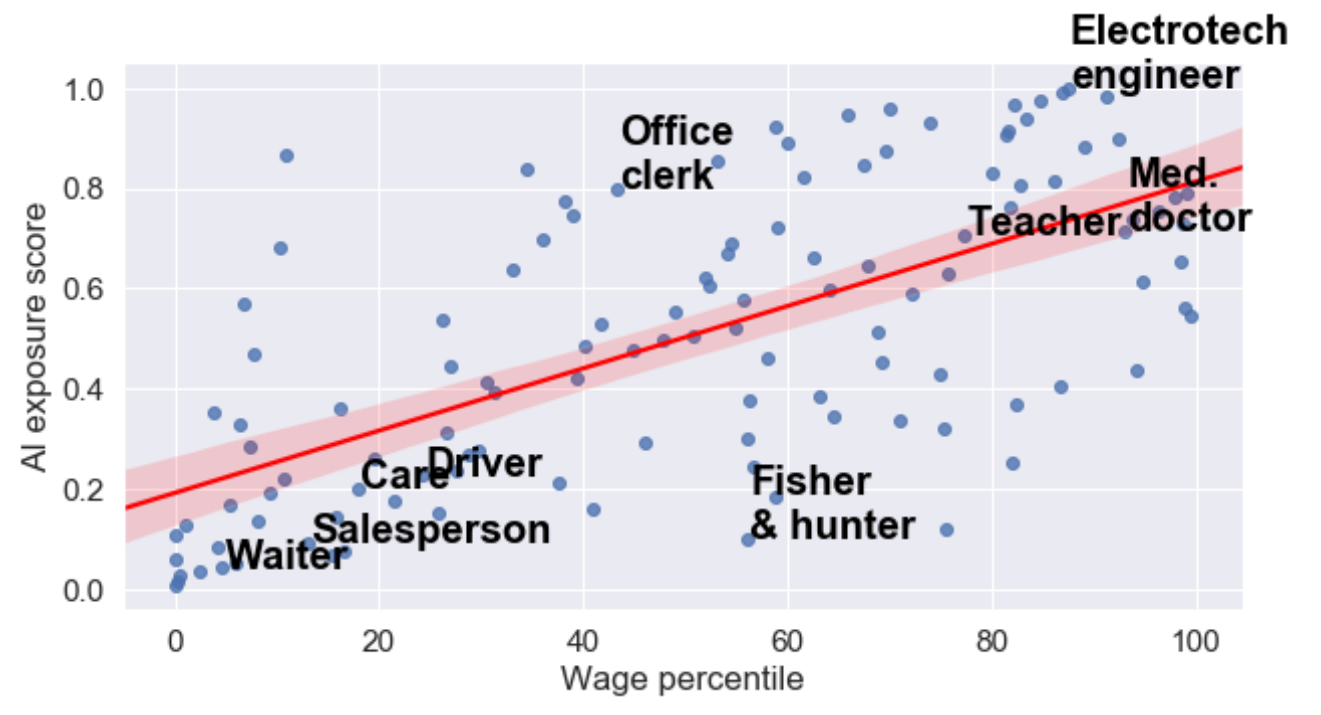 Electrotech
engineer
1.0
Office
clerk
0.8
Med.
doctor
Teacher
0.6
AI exposure score
0.4
Driver
Care
Fisher
& hunter
0.2
Salesperson
Waiter
0.0
0 20 40 60 80 100
Wage percentile